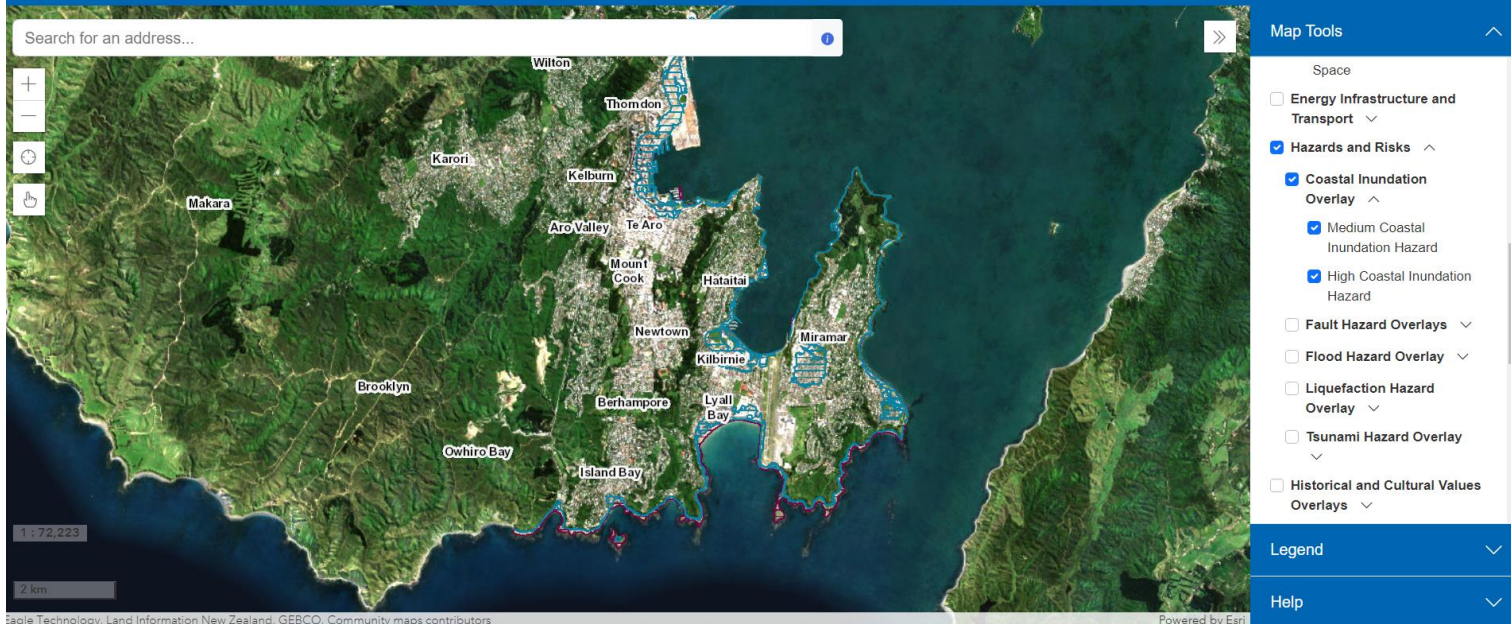 Search for an address...
Wilton
Thorndon
Karori
Kelburn
Makara
Aro Valley
Te Aro
Mount
Cook
Hataitai
Newtown
Miramar
Kilbirnie
Brooklyn
Lyall
Bay
Berhampore
Owhiro Bay
Island Bay
1 : 72,223
2 km
Eagle Technology, Land Information New Zealand, GEBCO, Community maps contributors
Powered by Esri
Map Tools
Space
Energy Infrastructure and
Transport
Hazards and Risks
Coastal Inundation
Overlay
Medium Coastal
Inundation Hazard
High Coastal Inundation
Hazard
Fault Hazard Overlays
Flood Hazard Overlay
Liquefaction Hazard
Overlay
Tsunami Hazard Overlay
Historical and Cultural Values
Overlays
Legend
Help